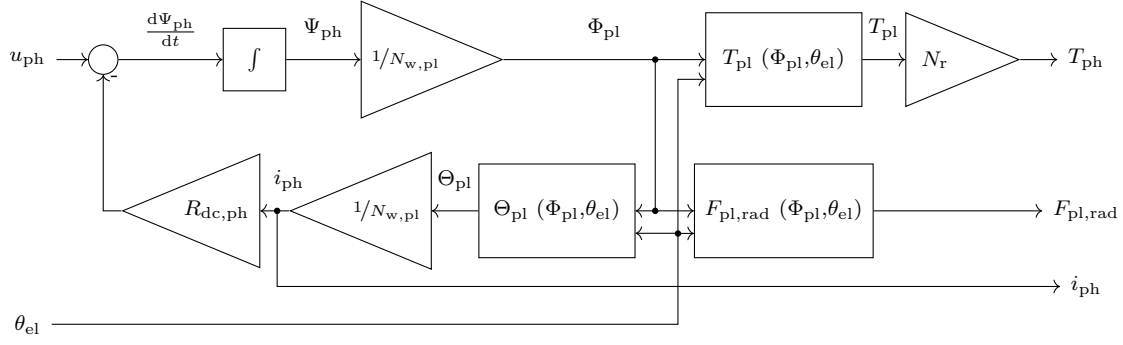 dΨph/dt
Ψph
Φpl
Tpl
uph
-
∫
1/Nw,pl
Tpl (Φpl,θel)
Nr
Tph
iph
Θpl
Rdc,ph
1/Nw,pl
Θpl (Φpl,θel)
Fpl,rad (Φpl,θel)
Fpl,rad
iph
θel